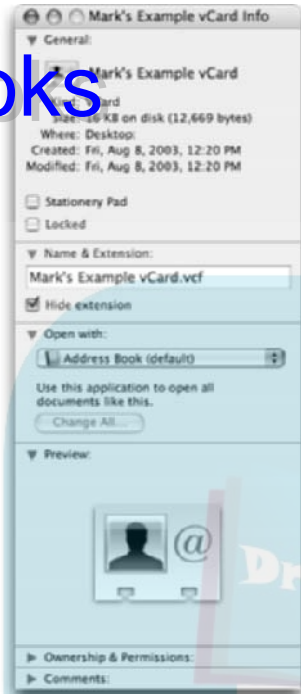 Mark's Example vCard Info
General:
Mark's Example vCard
oks
16 KB on disk (12,669 bytes)
Where: Desktop:
Created: Fri, Aug 8, 2003, 12:20 PM
Modified: Fri, Aug 8, 2003, 12:20 PM
Stationery Pad
Locked
Name & Extension:
Mark's Example vCard.vcf
Hide extension
Open with:
Address Book (default)
Use this application to open all
documents like this.
Change All...
Preview:
@
Dr
Ownership & Permissions:
Comments: